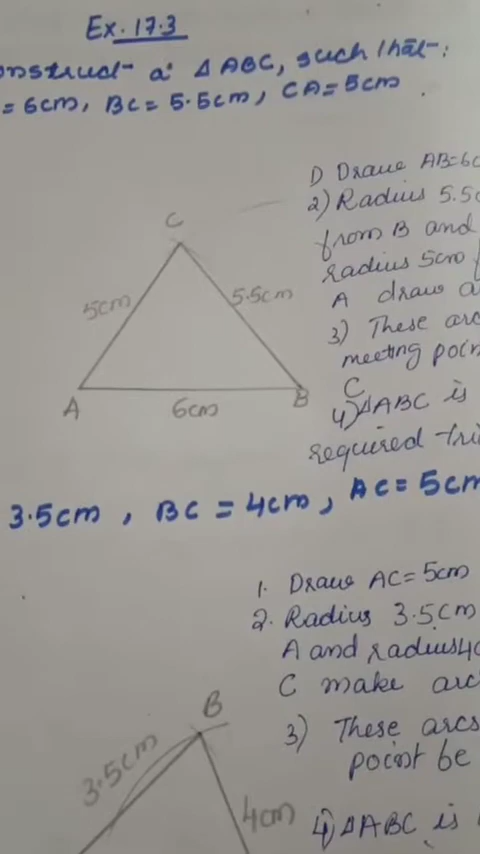 Ex. 17.3
onstruct a ΔABC, such that:
= 6cm, BC = 5.5cm, CA = 5cm
1) Draw AB=6c
2) Radius 5.5c
from B and
radius 5cm f
A draw a
3) These arc
meeting poin
C
4) ΔABC is
required tri
C
5cm
5.5cm
A
6cm
B
3.5cm, BC = 4cm, AC = 5cm
1. Draw AC = 5cm
2. Radius 3.5cm
A and radius 4c
C make arc
3) These arcs
point be
4) ΔABC is
B
3.5cm
4cm